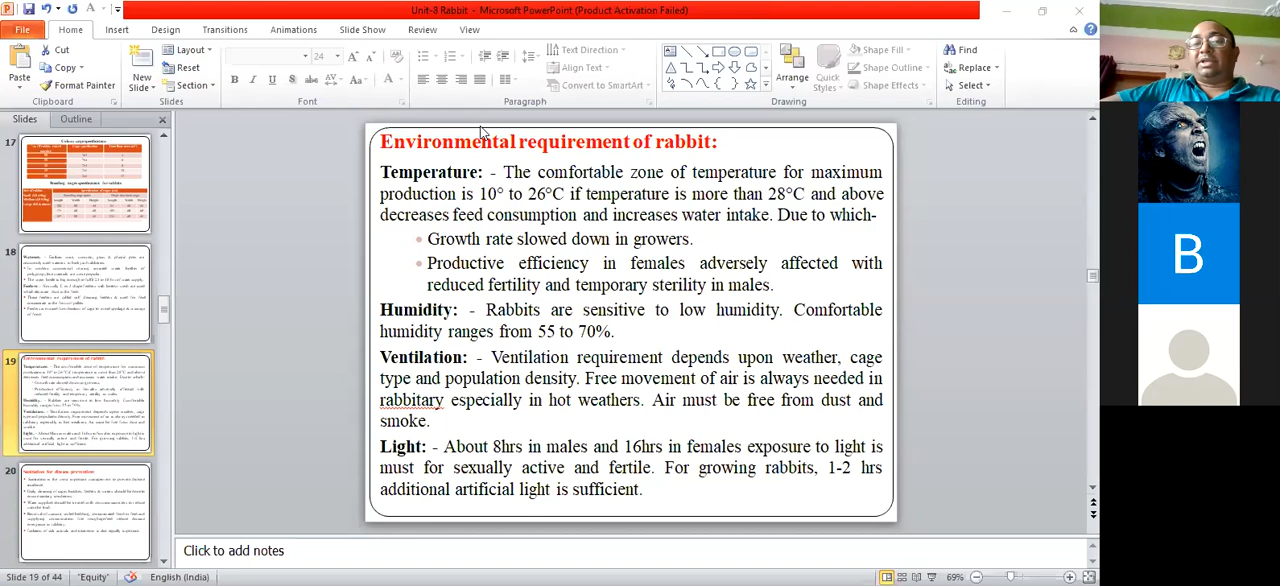 Unit-3 Rabbit - Microsoft PowerPoint (Product Activation Failed)
File Home Insert Design Transitions Animations Slide Show Review View
Paste
Cut
Copy
Format Painter
Clipboard
New Slide
Layout
Reset
Section
Slides
24
Font
Text Direction
Align Text
Convert to SmartArt
Paragraph
Arrange
Quick Styles
Shape Fill
Shape Outline
Shape Effects
Drawing
Find
Replace
Select
Editing
Slides Outline
17
18
19
Environmental requirement of rabbit:
20
Environmental requirement of rabbit:
Temperature: - The comfortable zone of temperature for maximum
production is 10° to 26°C if temperature is more than 28°C and above
decreases feed consumption and increases water intake. Due to which-
• Growth rate slowed down in growers.
• Productive efficiency in females adversely affected with
reduced fertility and temporary sterility in males.
Humidity: - Rabbits are sensitive to low humidity. Comfortable
humidity ranges from 55 to 70%.
Ventilation: - Ventilation requirement depends upon weather, cage
type and population density. Free movement of air is always needed in
rabbitary especially in hot weathers. Air must be free from dust and
smoke.
Light: - About 8hrs in males and 16hrs in females exposure to light is
must for sexually active and fertile. For growing rabbits, 1-2 hrs
additional artificial light is sufficient.
Click to add notes
Slide 19 of 44 "Equity" English (India) 69%
B